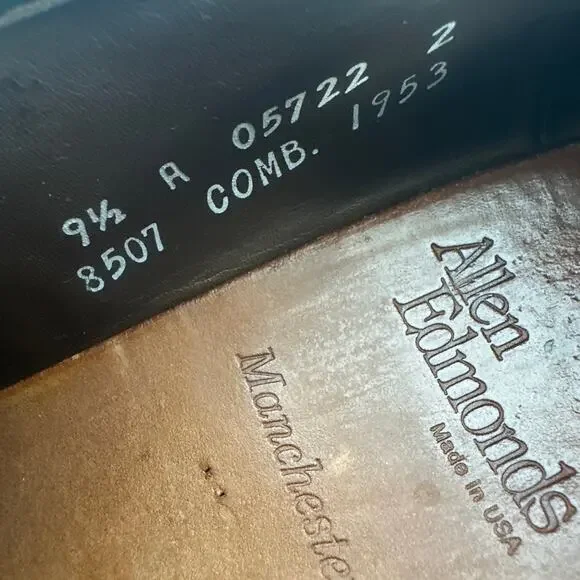 9½ A 05722 2
8507 COMB. 1953
Allen
Edmonds
Made in USA
Manchester